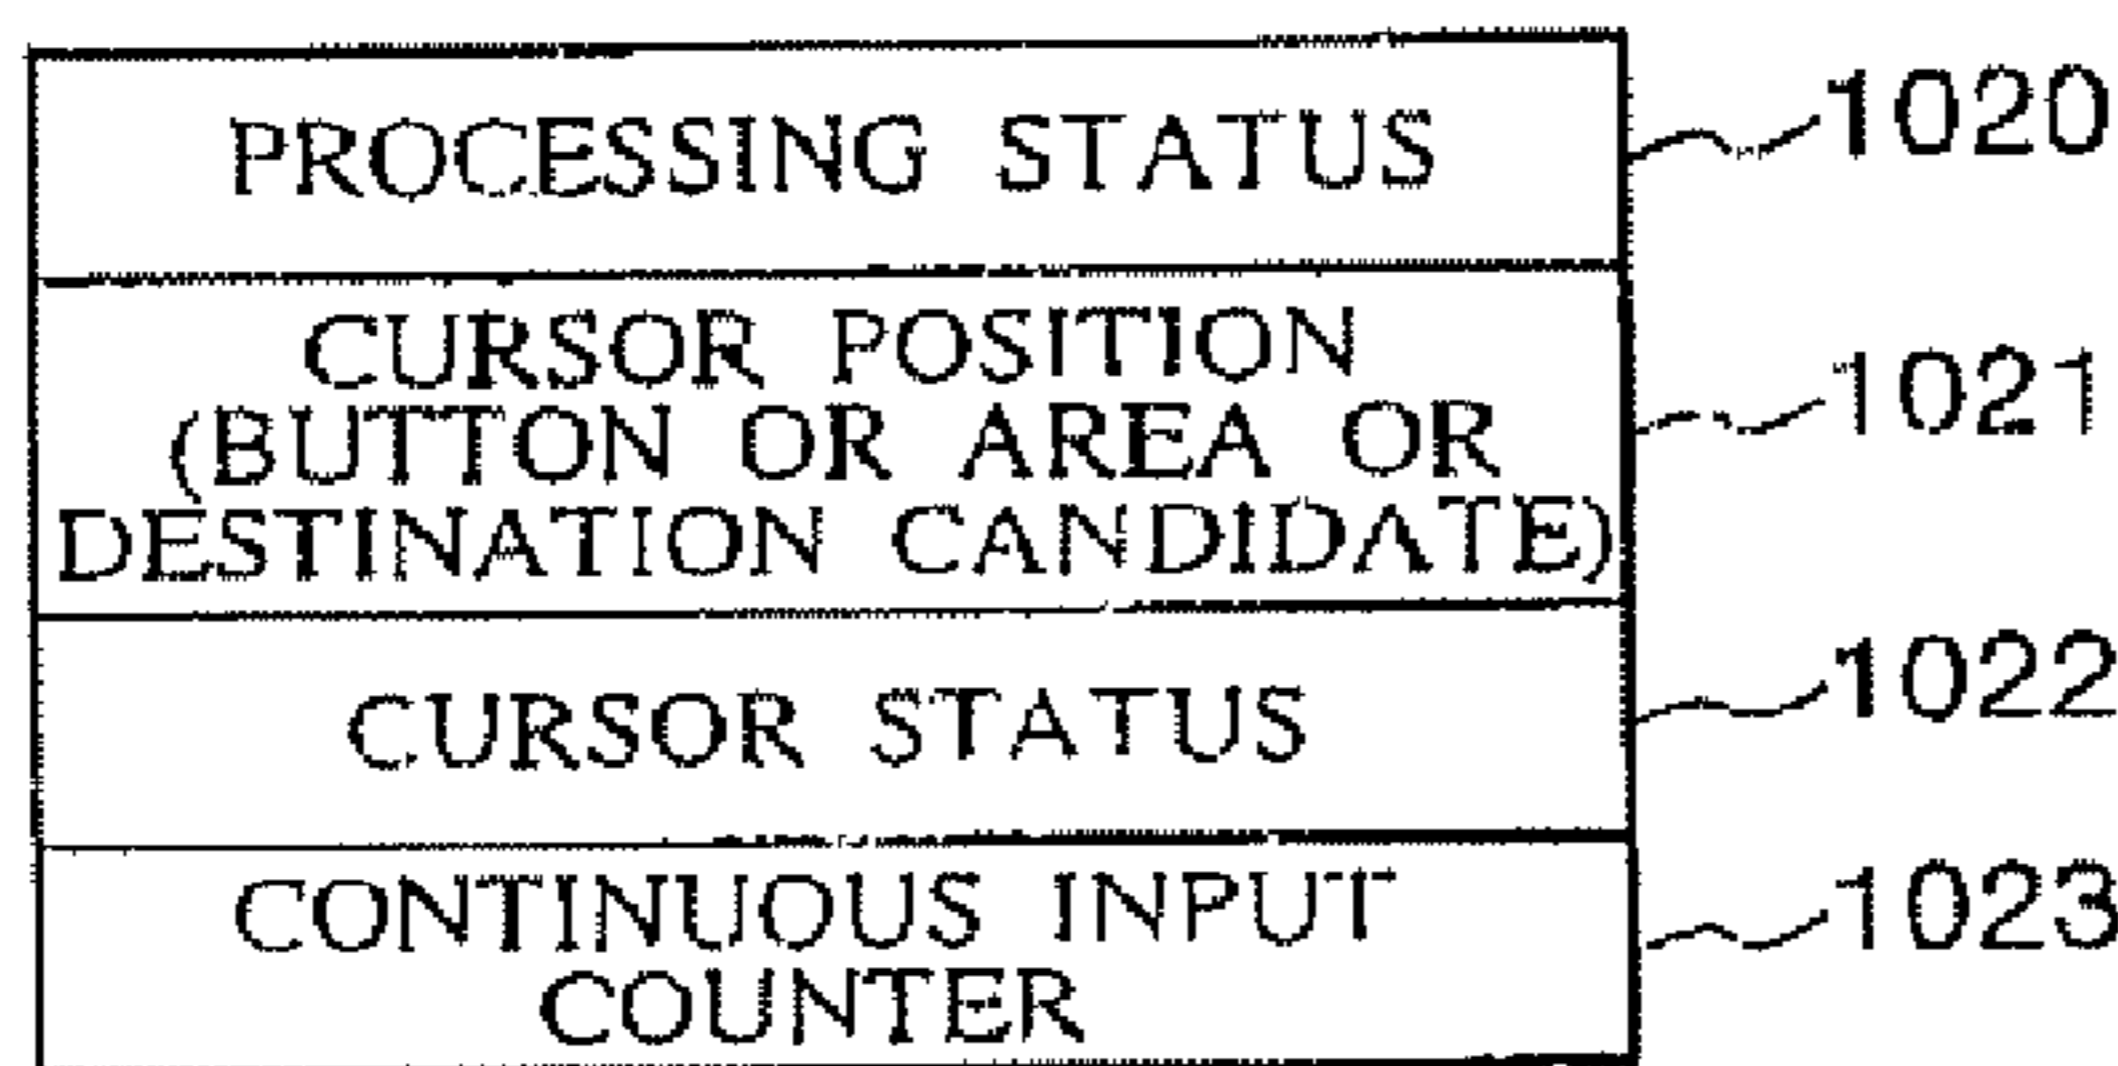 PROCESSING STATUS 1020
CURSOR POSITION
(BUTTON OR AREA OR 1021
DESTINATION CANDIDATE)
CURSOR STATUS 1022
CONTINUOUS INPUT 1023
COUNTER